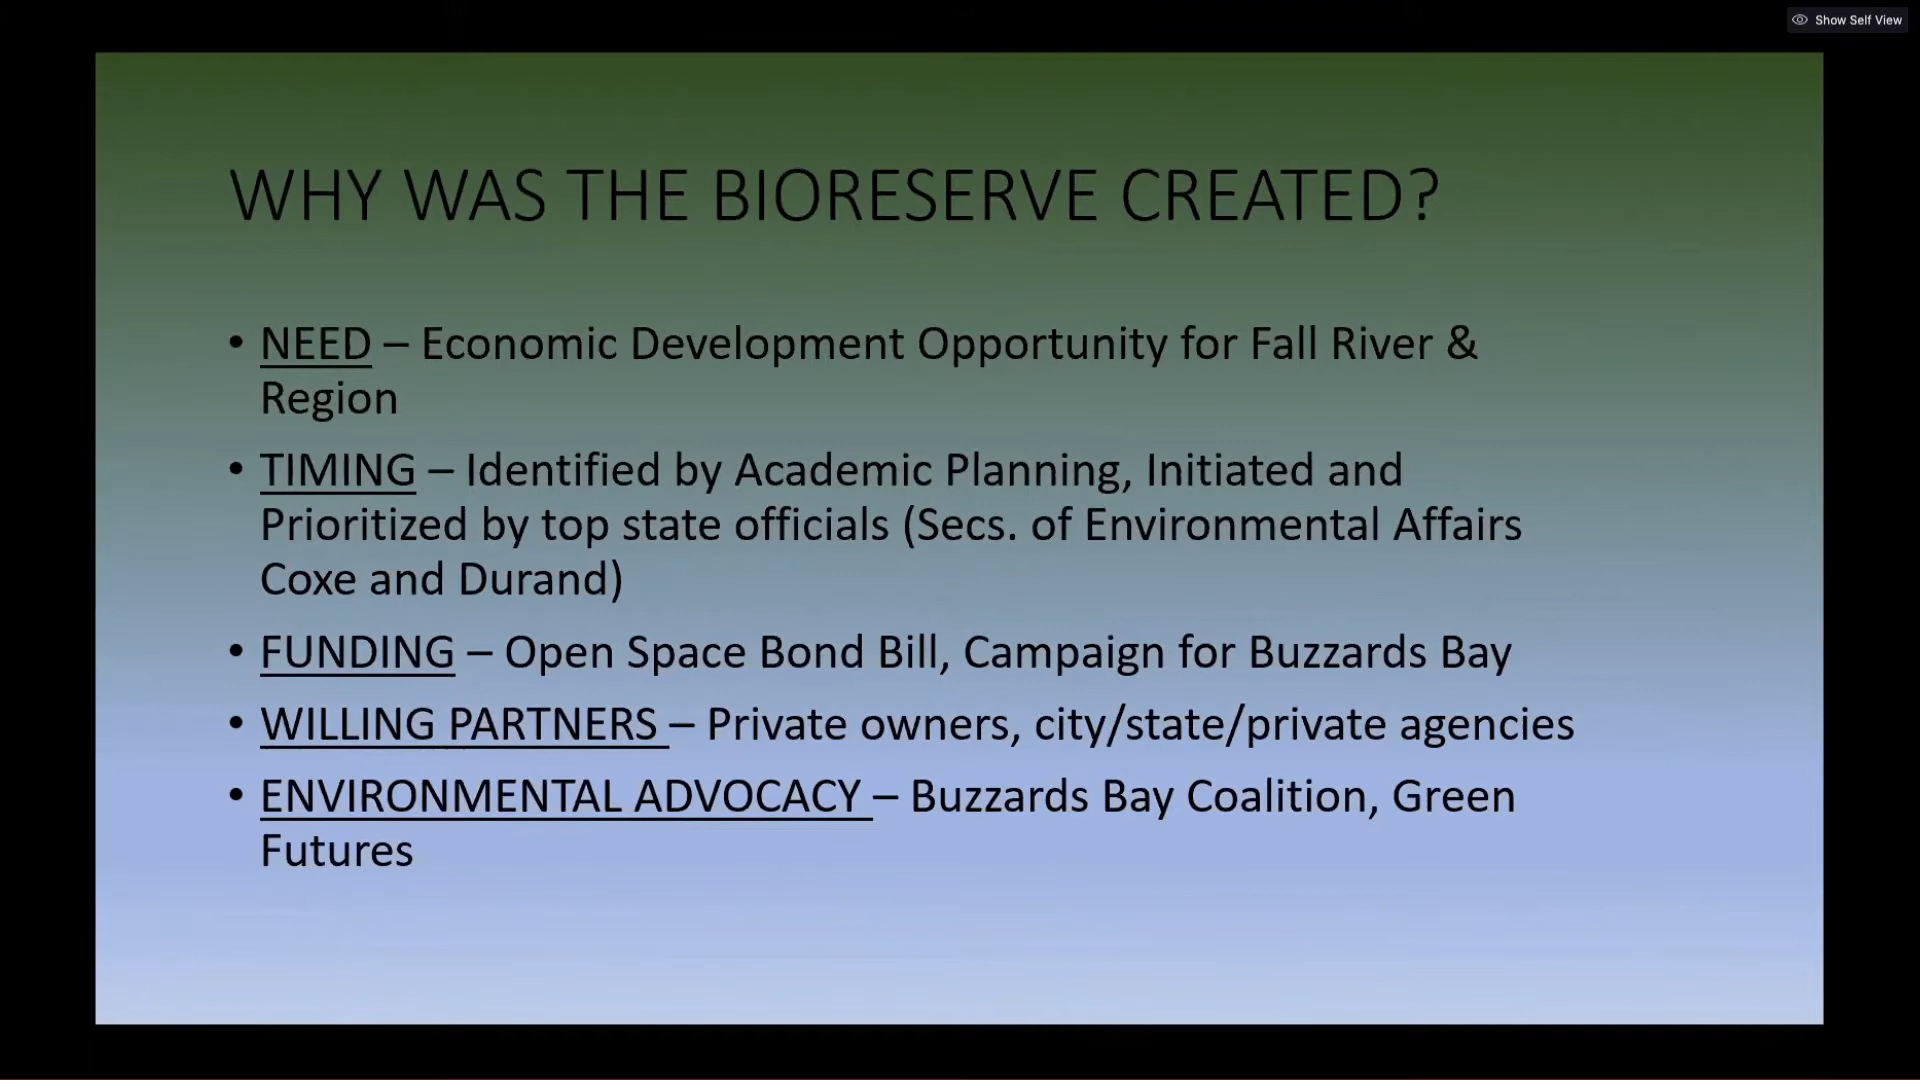 Show Self View
WHY WAS THE BIORESERVE CREATED?
• NEED – Economic Development Opportunity for Fall River &
Region
• TIMING – Identified by Academic Planning, Initiated and
Prioritized by top state officials (Secs. of Environmental Affairs
Coxe and Durand)
• FUNDING – Open Space Bond Bill, Campaign for Buzzards Bay
• WILLING PARTNERS – Private owners, city/state/private agencies
• ENVIRONMENTAL ADVOCACY – Buzzards Bay Coalition, Green
Futures